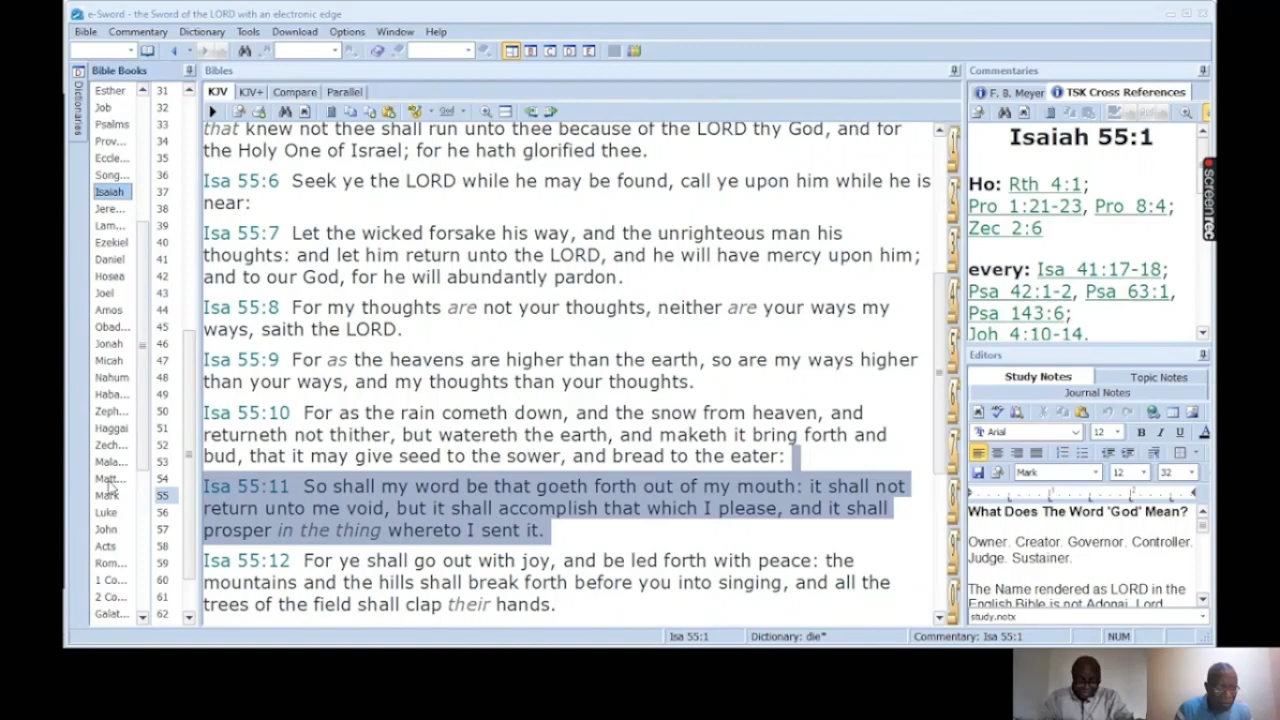 e-Sword - the Sword of the LORD with an electronic edge
Bible Commentary Dictionary Tools Download Options Window Help
Bible Books
Bibles
Commentaries
Dictionaries
KJV KJV+ Compare Parallel
F. B. Meyer TSK Cross References
Esther 31
Job 32
Psalms 33
Prov... 34
Eccle... 35
Song... 36
Isaiah 37
Jere... 38
Lam... 39
Ezekiel 40
Daniel 41
Hosea 42
Joel 43
Amos 44
Obad... 45
Jonah 46
Micah 47
Nahum 48
Haba... 49
Zeph... 50
Haggai 51
Zech... 52
Mala... 53
Matt... 54
Mark 55
Luke 56
John 57
Acts 58
Rom... 59
1 Co... 60
2 Co... 61
Galat... 62
that knew not thee shall run unto thee because of the LORD thy God, and for
the Holy One of Israel; for he hath glorified thee.
Isa 55:6 Seek ye the LORD while he may be found, call ye upon him while he is
near:
Isa 55:7 Let the wicked forsake his way, and the unrighteous man his
thoughts: and let him return unto the LORD, and he will have mercy upon him;
and to our God, for he will abundantly pardon.
Isa 55:8 For my thoughts are not your thoughts, neither are your ways my
ways, saith the LORD.
Isa 55:9 For as the heavens are higher than the earth, so are my ways higher
than your ways, and my thoughts than your thoughts.
Isa 55:10 For as the rain cometh down, and the snow from heaven, and
returneth not thither, but watereth the earth, and maketh it bring forth and
bud, that it may give seed to the sower, and bread to the eater:
Isa 55:11 So shall my word be that goeth forth out of my mouth: it shall not
return unto me void, but it shall accomplish that which I please, and it shall
prosper in the thing whereto I sent it.
Isa 55:12 For ye shall go out with joy, and be led forth with peace: the
mountains and the hills shall break forth before you into singing, and all the
trees of the field shall clap their hands.
1
2
3
4
5
6
7
8
9
0
Isaiah 55:1
Ho: Rth 4:1;
Pro 1:21-23, Pro 8:4;
Zec 2:6
every: Isa 41:17-18;
Psa 42:1-2, Psa 63:1,
Psa 143:6;
Joh 4:10-14,
screenrec
Editors
Study Notes Topic Notes
Journal Notes
Arial 12 B I U A
Mark 12 32
What Does The Word 'God' Mean?
Owner. Creator. Governor. Controller.
Judge. Sustainer.
The Name rendered as LORD in the
English Bible is not Adonai, Lord
study.notx
Isa 55:1 Dictionary: die* Commentary: Isa 55:1 NUM